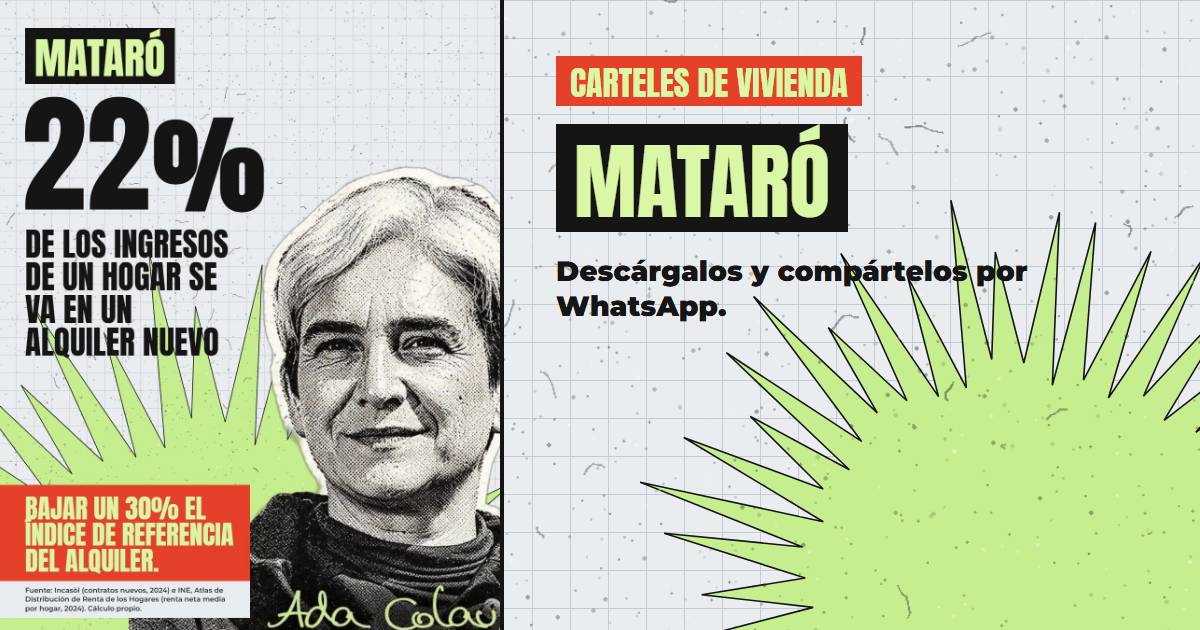 MATARÓ
22%
DE LOS INGRESOS
DE UN HOGAR SE
VA EN UN
ALQUILER NUEVO
BAJAR UN 30% EL
ÍNDICE DE REFERENCIA
DEL ALQUILER.
Fuente: Incasòl (contratos nuevos, 2024) e INE, Atlas de
Distribución de Renta de los Hogares (renta neta media
por hogar, 2024). Cálculo propio.
Ada Colau
CARTELES DE VIVIENDA
MATARÓ
Descárgalos y compártelos por
WhatsApp.